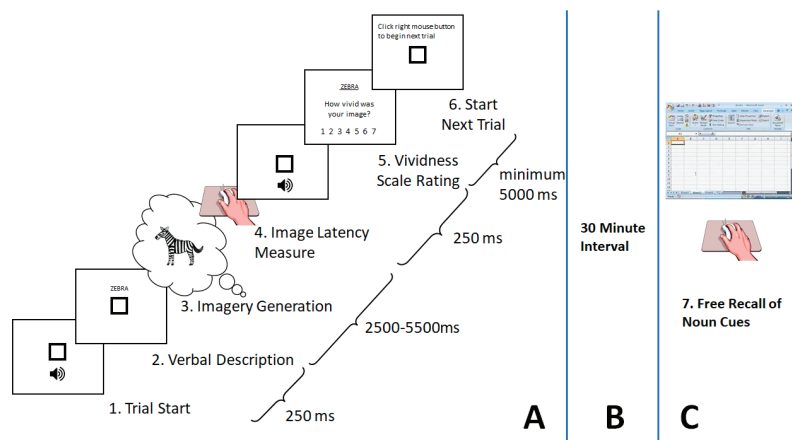 Click right mouse button
to begin next trial
ZEBRA
How vivid was
your image?
1 2 3 4 5 6 7
6. Start
Next Trial
5. Vividness
Scale Rating
minimum
5000 ms
4. Image Latency
Measure
250 ms
30 Minute
Interval
ZEBRA
3. Imagery Generation
7. Free Recall of
Noun Cues
2500-5500ms
2. Verbal Description
1. Trial Start
250 ms
A
B
C